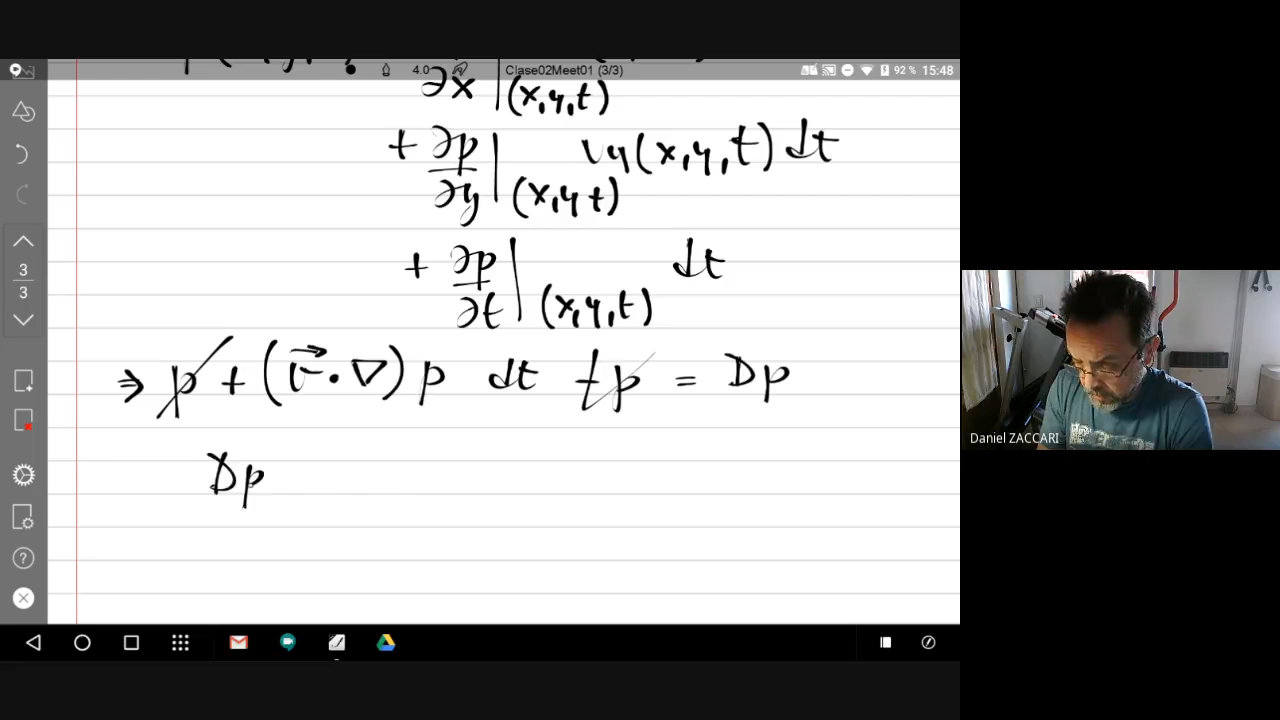 4.0 Clase02Meet01 (3/3) 92 % 15:48
∂x |(x,y,t)
+ ∂p/∂y |(x,y,t) vy(x,y,t) dt
3
3
+ ∂p/∂t |(x,y,t) dt
⇒ p + (v⃗·∇) p dt - p = Dp
Dp
Daniel ZACCARI